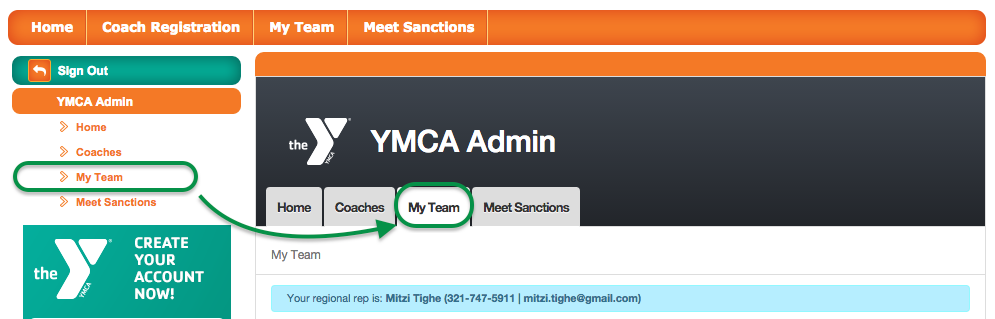 Home Coach Registration My Team Meet Sanctions
Sign Out
YMCA Admin
Home
Coaches
My Team
Meet Sanctions
the YMCA
CREATE
YOUR
ACCOUNT
NOW!
the YMCA
YMCA Admin
Home Coaches My Team Meet Sanctions
My Team
Your regional rep is: Mitzi Tighe (321-747-5911 | mitzi.tighe@gmail.com)